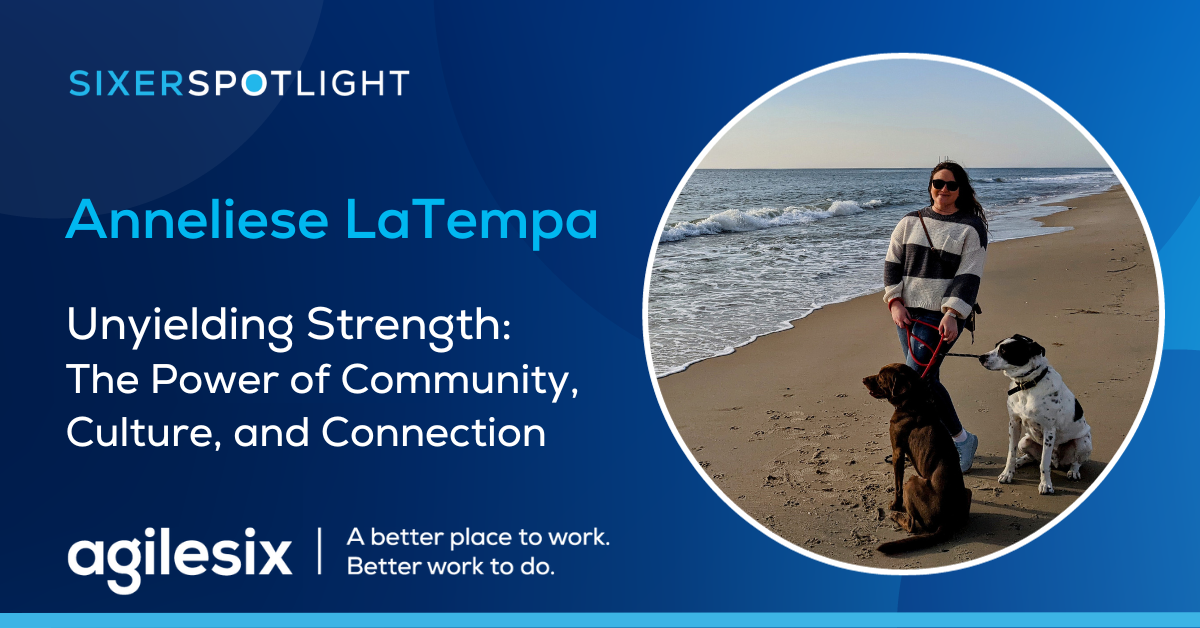 SIXERSPOTLIGHT
Anneliese LaTempa
Unyielding Strength:
The Power of Community,
Culture, and Connection
agilesix
A better place to work.
Better work to do.